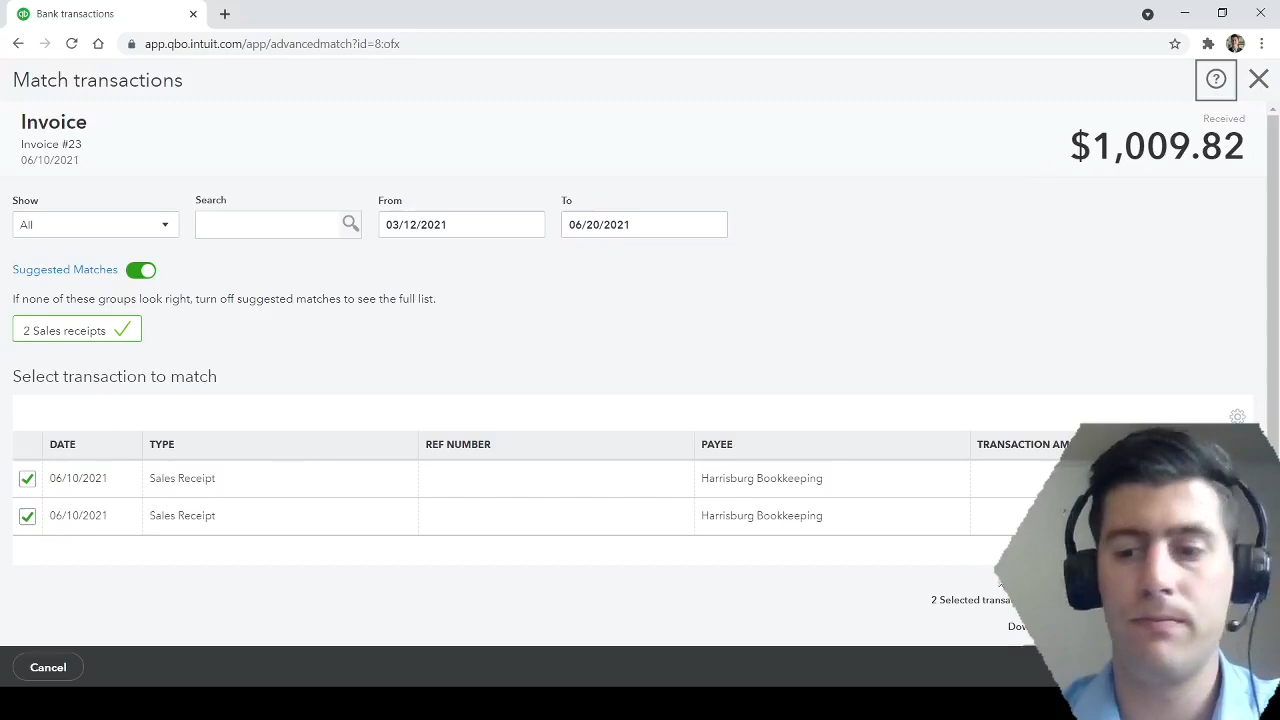 Bank transactions
app.qbo.intuit.com/app/advancedmatch?id=8:ofx
Match transactions
Invoice
Invoice #23
06/10/2021
Received
$1,009.82
Show
Search
From
To
All
03/12/2021
06/20/2021
Suggested Matches
If none of these groups look right, turn off suggested matches to see the full list.
2 Sales receipts
Select transaction to match
DATE TYPE REF NUMBER PAYEE TRANSACTION AM
06/10/2021 Sales Receipt Harrisburg Bookkeeping
06/10/2021 Sales Receipt Harrisburg Bookkeeping
2 Selected transa
Dow
Cancel